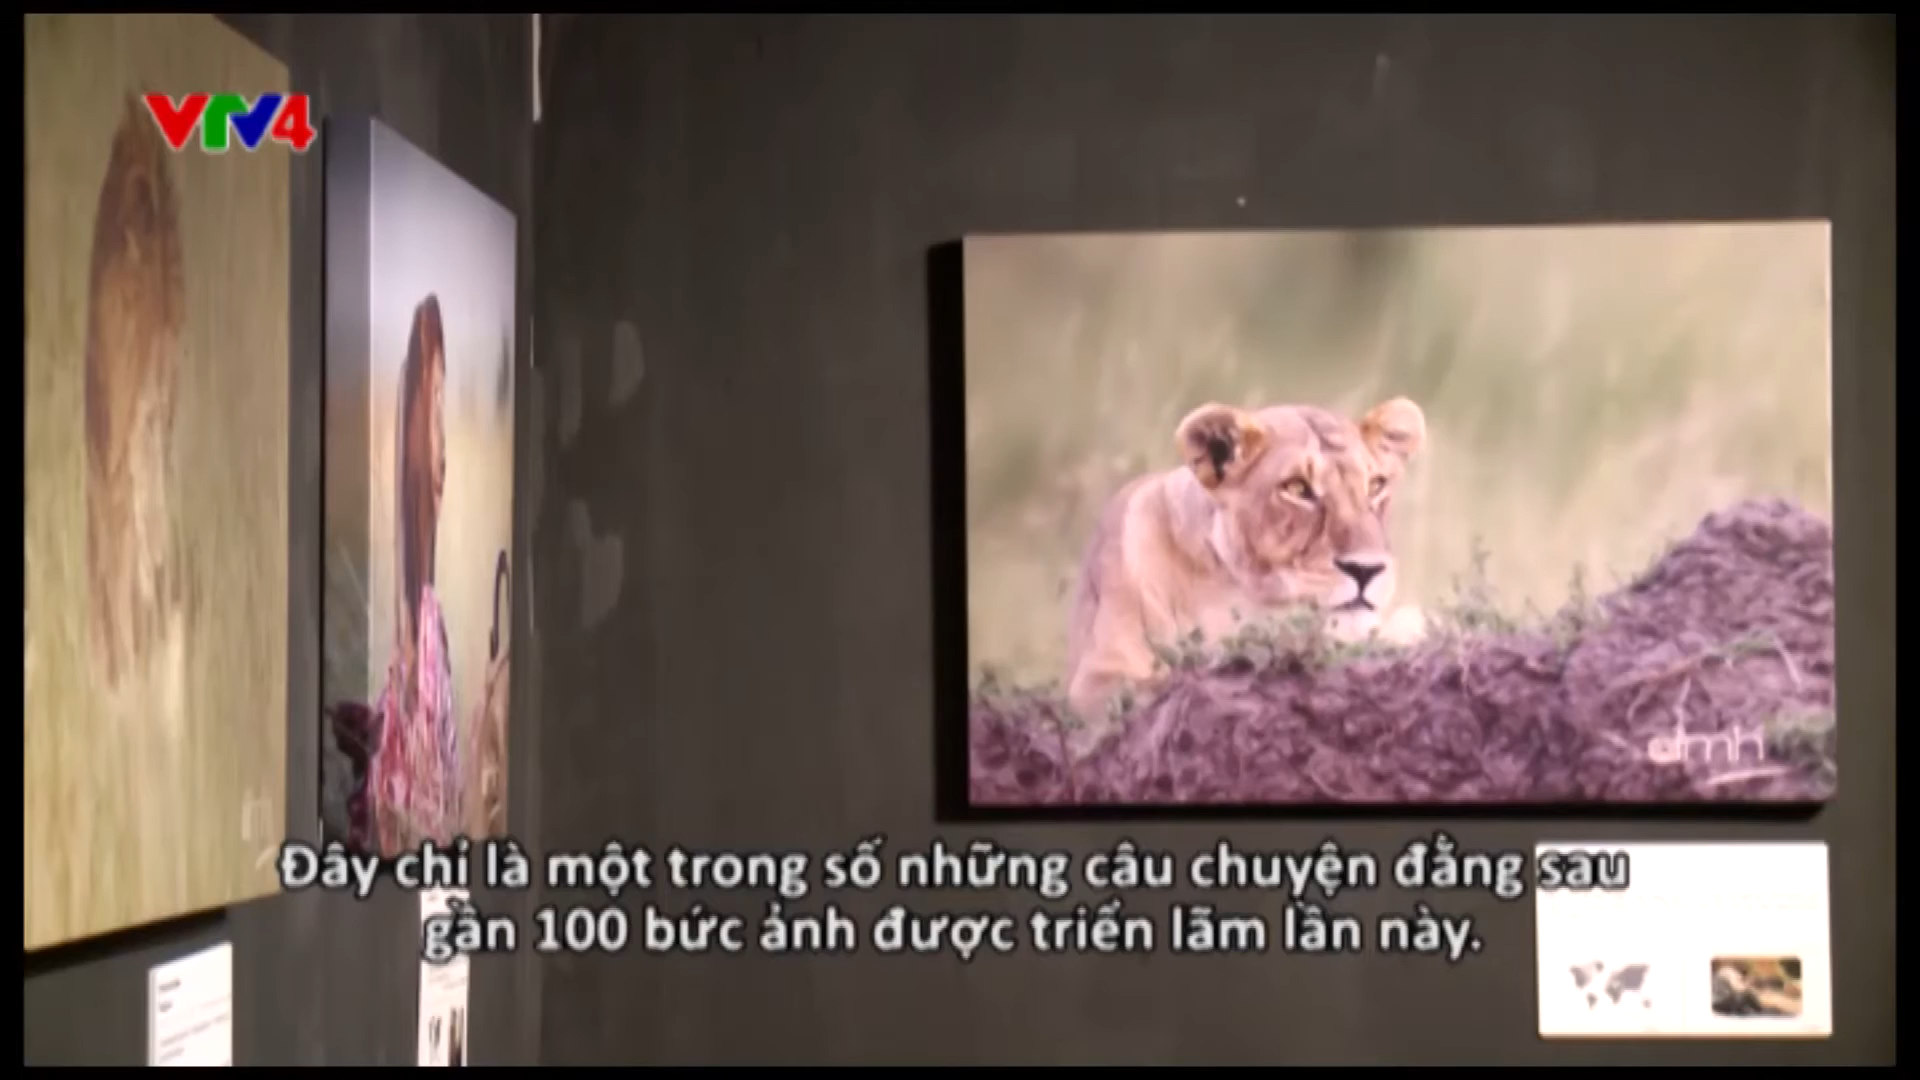 VTV4
Đây chỉ là một trong số những câu chuyện đằng sau
gần 100 bức ảnh được triển lãm lần này.